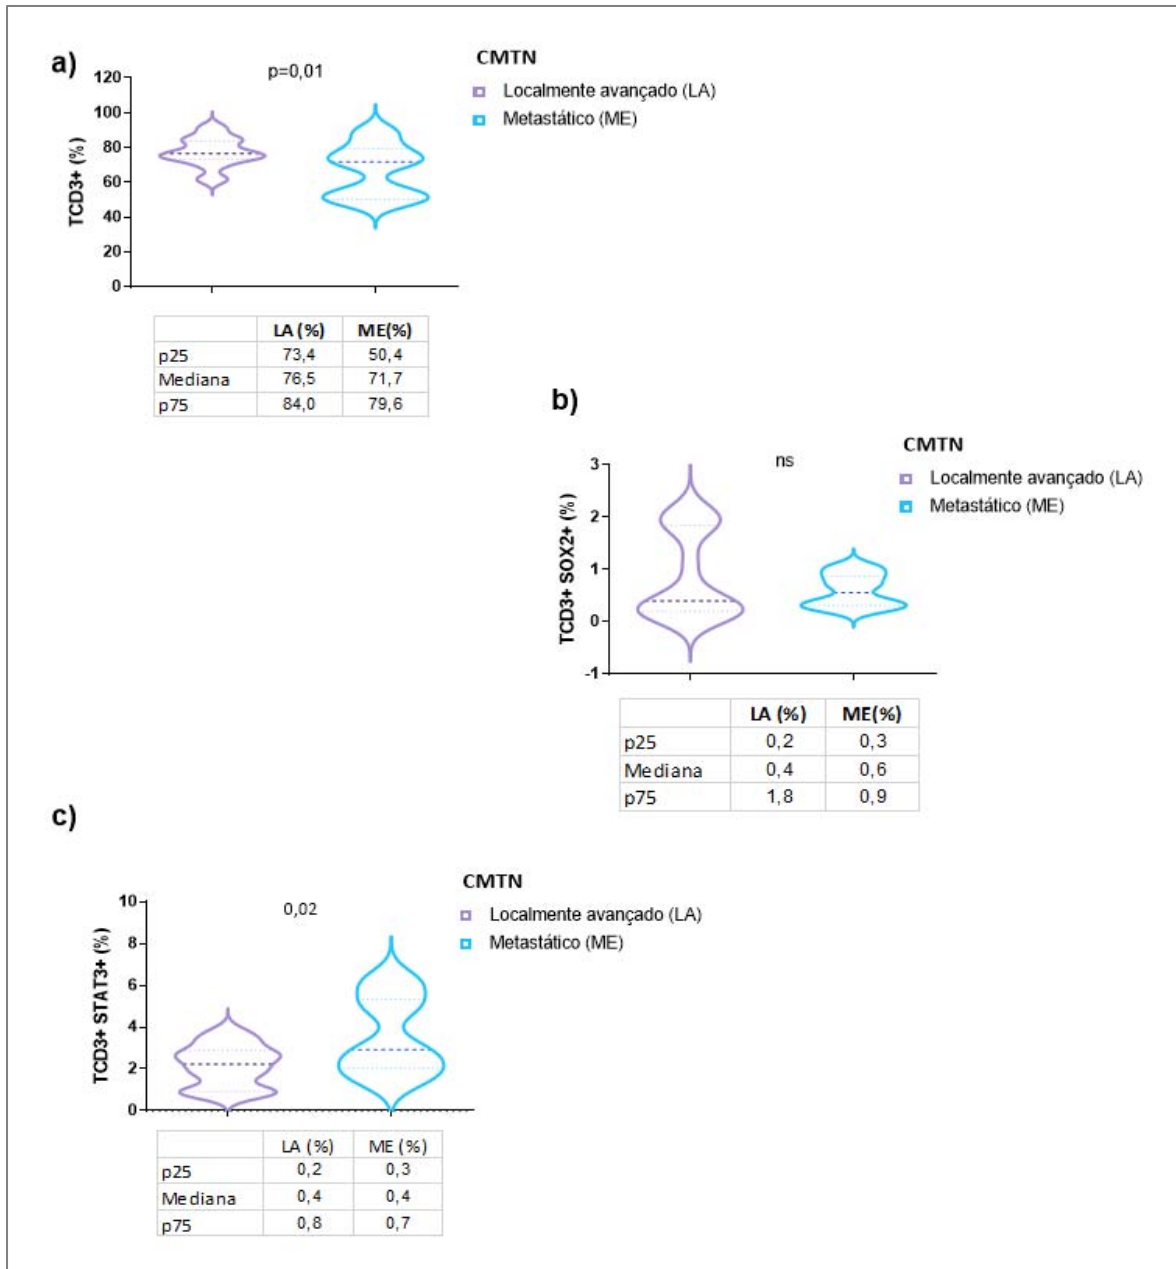 a)
p=0,01
CMTN
Localmente avançado (LA)
Metastático (ME)
TCD3+ (%)
120
100
80
60
40
20
0
LA (%) ME(%)
p25 73,4 50,4
Mediana 76,5 71,7
p75 84,0 79,6
b)
ns
CMTN
Localmente avançado (LA)
Metastático (ME)
TCD3+ SOX2+ (%)
3
2
1
0
-1
LA (%) ME(%)
p25 0,2 0,3
Mediana 0,4 0,6
p75 1,8 0,9
c)
0,02
CMTN
Localmente avançado (LA)
Metastático (ME)
TCD3+ STAT3+ (%)
10
8
6
4
2
0
LA (%) ME (%)
p25 0,2 0,3
Mediana 0,4 0,4
p75 0,8 0,7